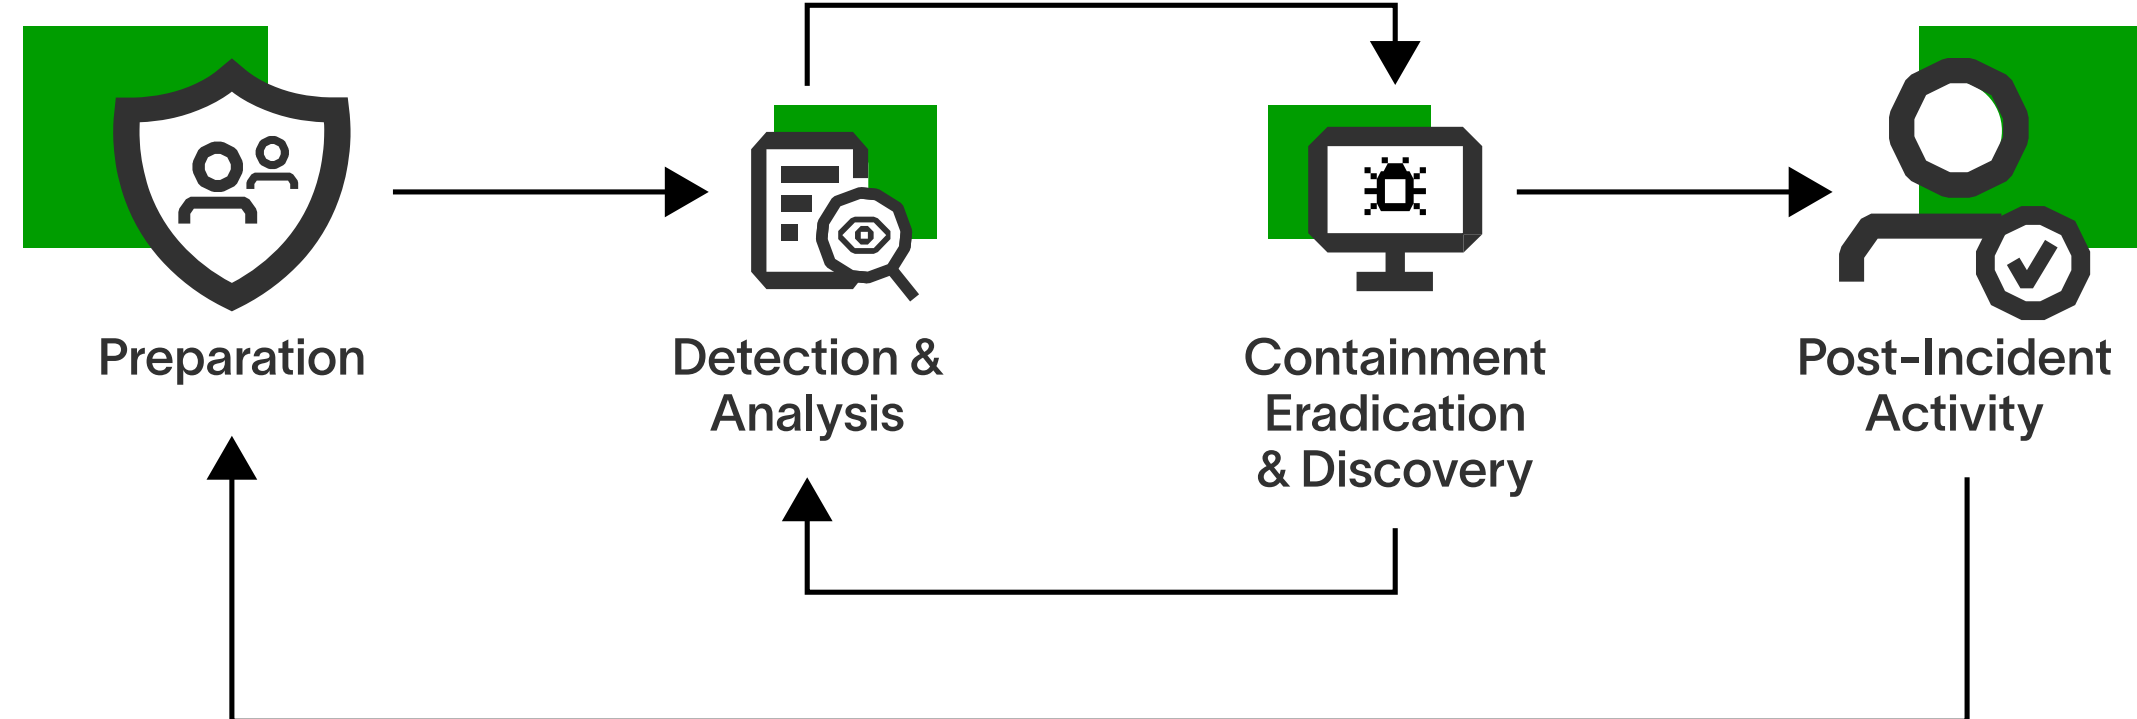 Preparation
Detection &
Analysis
Containment
Eradication
& Discovery
Post-Incident
Activity